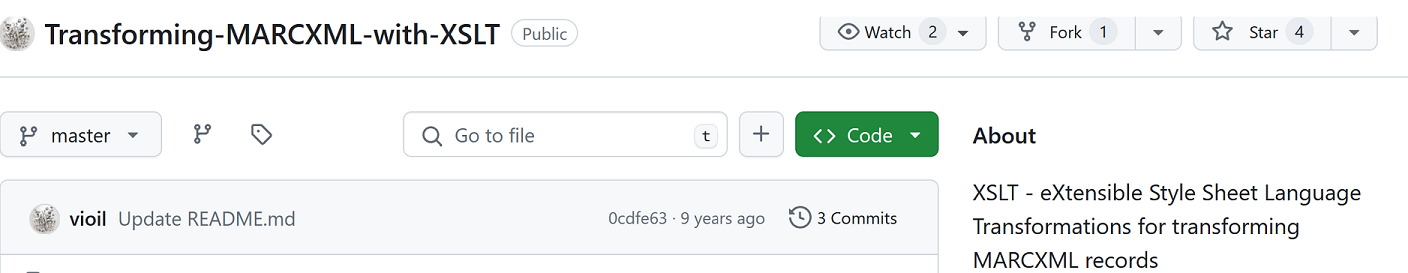 Transforming-MARCXML-with-XSLT Public Watch 2 Fork 1 Star 4
master Go to file t Code About
XSLT - eXtensible Style Sheet Language
vioil Update README.md 0cdfe63 · 9 years ago 3 Commits
Transformations for transforming
MARCXML records